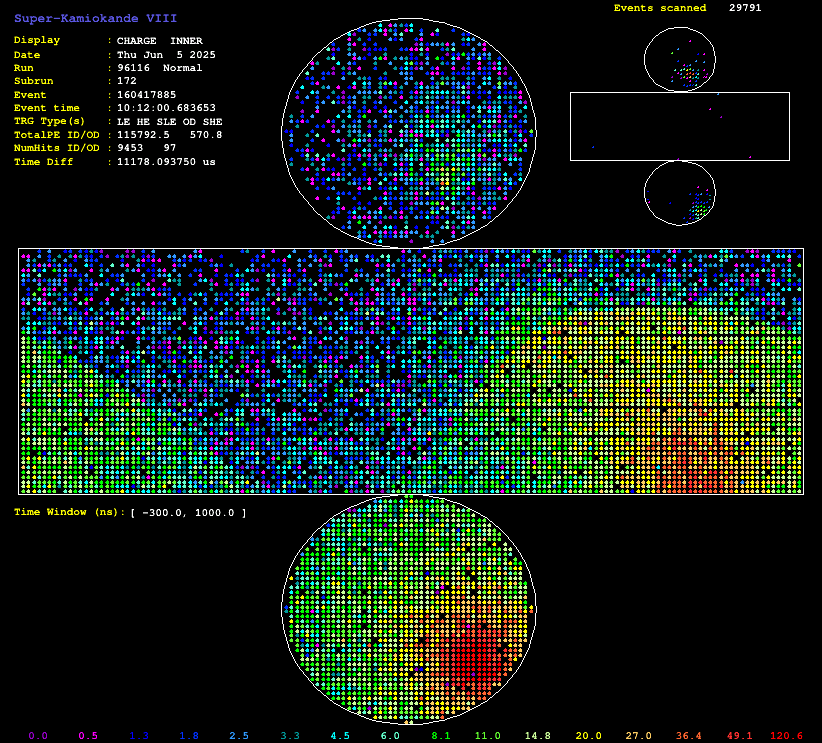 Super-Kamiokande VIII
Events scanned 29791
Display : CHARGE INNER
Date : Thu Jun 5 2025
Run : 96116 Normal
Subrun : 172
Event : 160417885
Event time : 10:12:00.683653
TRG Type(s) : LE HE SLE OD SHE
TotalPE ID/OD : 115792.5 570.8
NumHits ID/OD : 9453 97
Time Diff : 11178.093750 us
Time Window (ns): [ -300.0, 1000.0 ]
0.0 0.5 1.3 1.8 2.5 3.3 4.5 6.0 8.1 11.0 14.8 20.0 27.0 36.4 49.1 120.6